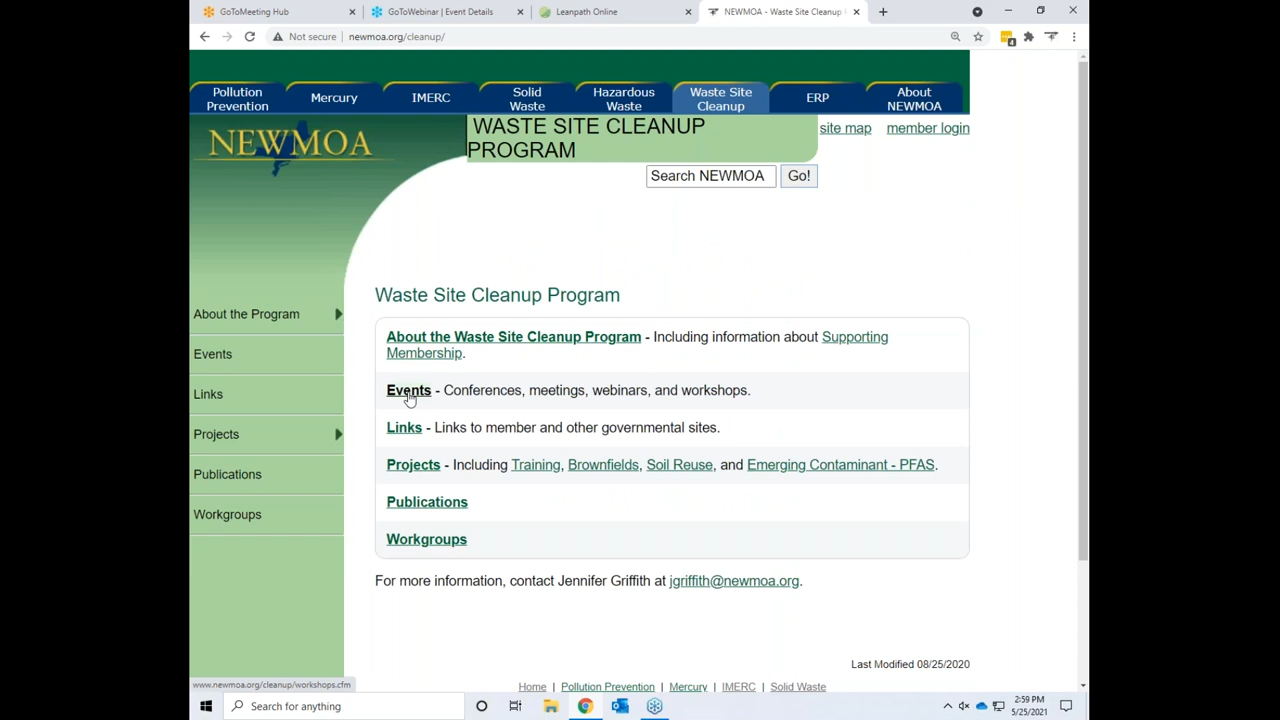 GoToMeeting Hub
GoToWebinar | Event Details
Leanpath Online
NEWMOA - Waste Site Cleanup
Not secure | newmoa.org/cleanup/
4
Pollution Prevention
Mercury
IMERC
Solid Waste
Hazardous Waste
Waste Site Cleanup
ERP
About NEWMOA
NEWMOA
WASTE SITE CLEANUP
PROGRAM
site map
member login
Search NEWMOA
Go!
About the Program
Events
Links
Projects
Publications
Workgroups
Waste Site Cleanup Program
About the Waste Site Cleanup Program - Including information about Supporting
Membership.
Events - Conferences, meetings, webinars, and workshops.
Links - Links to member and other governmental sites.
Projects - Including Training, Brownfields, Soil Reuse, and Emerging Contaminant - PFAS.
Publications
Workgroups
For more information, contact Jennifer Griffith at jgriffith@newmoa.org.
Last Modified 08/25/2020
www.newmoa.org/cleanup/workshops.cfm
Home | Pollution Prevention | Mercury | IMERC | Solid Waste
Search for anything
2:59 PM
5/25/2021